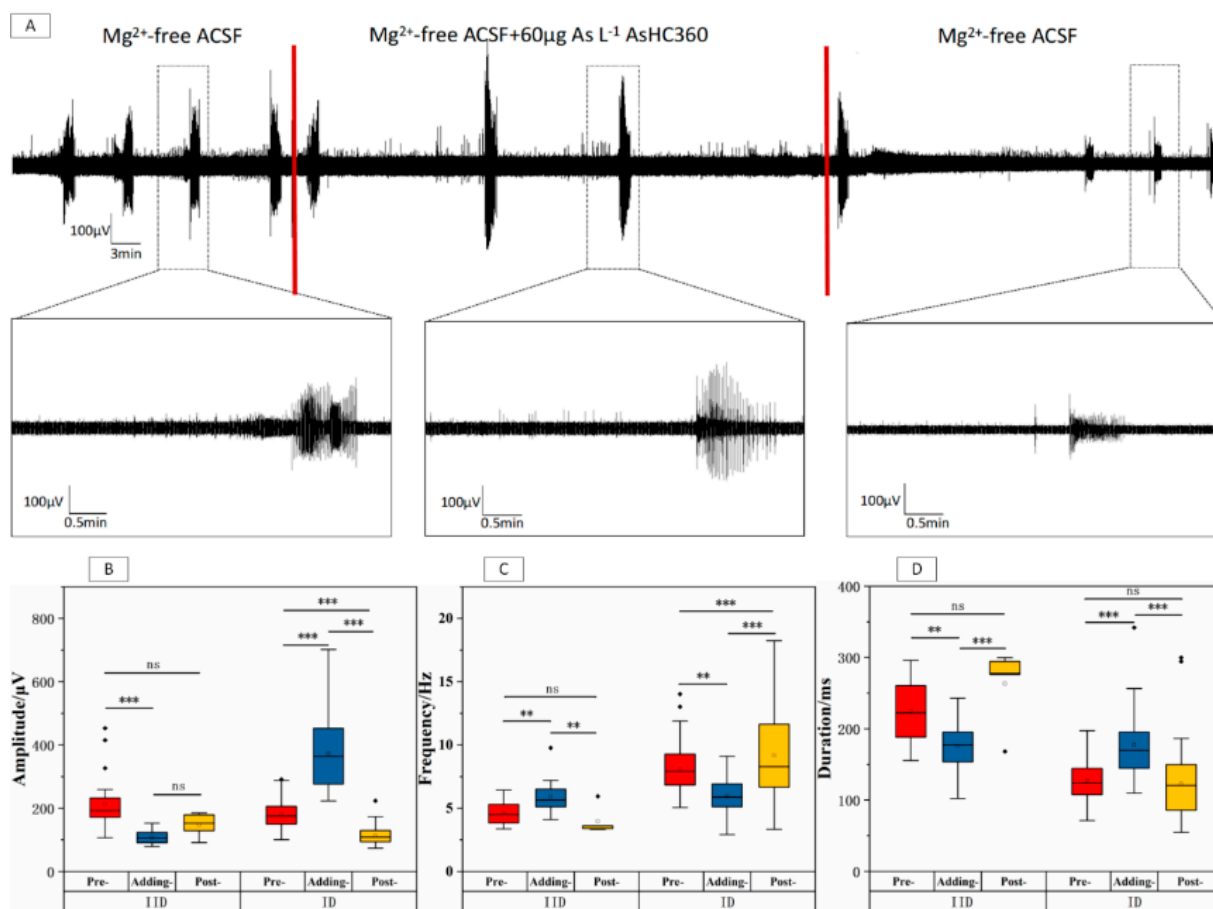 A
Mg²⁺-free ACSF
Mg²⁺-free ACSF+60μg As L⁻¹ AsHC360
Mg²⁺-free ACSF
100μV
3min
100μV
0.5min
100μV
0.5min
100μV
0.5min
B
Amplitude/μV
800
600
400
200
0
ns
***
ns
***
***
***
Pre-
Adding-
Post-
Pre-
Adding-
Post-
IID
ID
C
Frequency/Hz
20
15
10
5
0
ns
**
**
***
***
**
Pre-
Adding-
Post-
Pre-
Adding-
Post-
IID
ID
D
Duration/ms
400
300
200
100
0
ns
**
***
ns
***
***
Pre-
Adding-
Post-
Pre-
Adding-
Post-
IID
ID